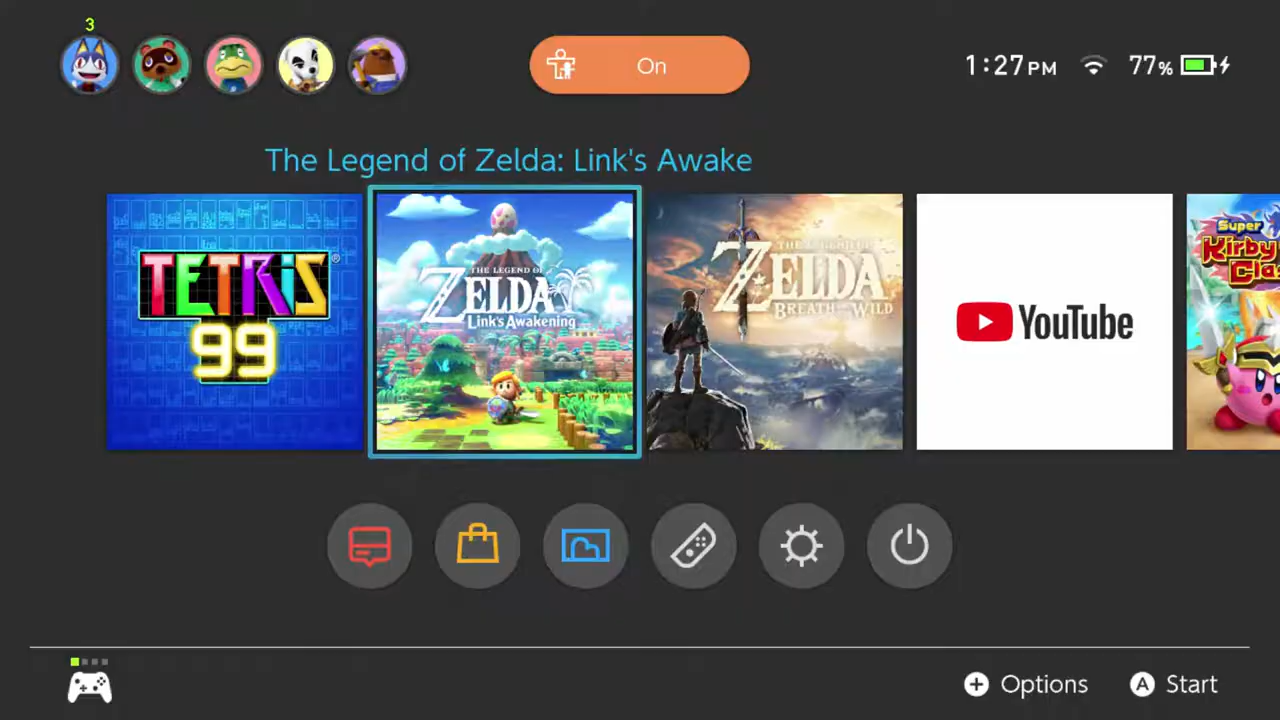 3
On
1:27PM
77%
The Legend of Zelda: Link's Awake
TETRIS®
99
THE LEGEND OF
ZELDA
Link's Awakening
THE LEGEND OF
ZELDA
BREATH OF THE WILD
YouTube
Super
Kirby
Cla
+ Options
A Start